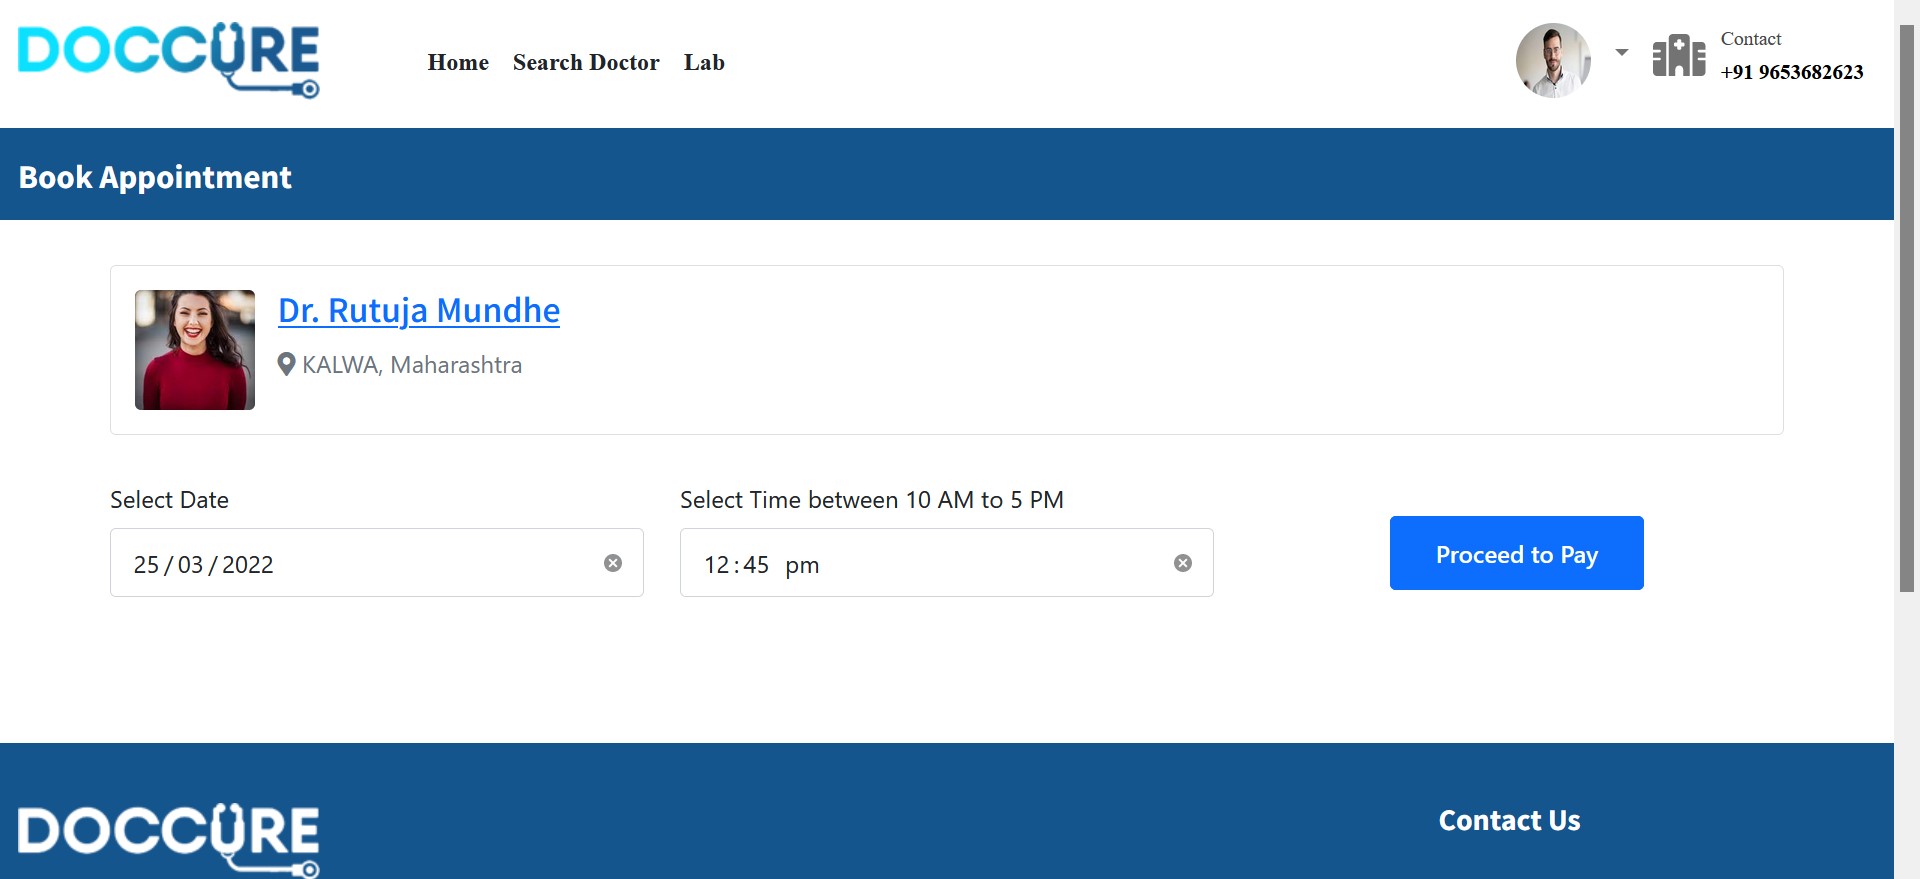 DOCCURE
Home Search Doctor Lab
Contact
+91 9653682623
Book Appointment
Dr. Rutuja Mundhe
KALWA, Maharashtra
Select Date
Select Time between 10 AM to 5 PM
25/03/2022
12:45 pm
Proceed to Pay
DOCCURE
Contact Us